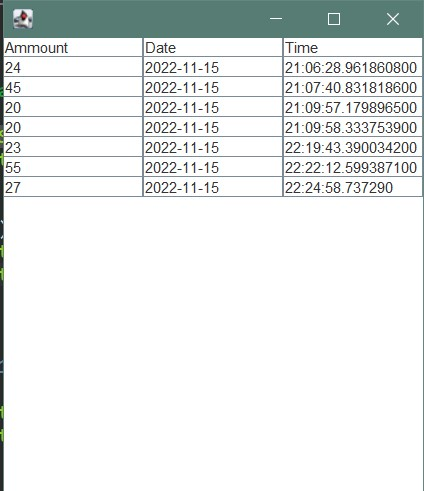 Ammount Date Time
24 2022-11-15 21:06:28.961860800
45 2022-11-15 21:07:40.831818600
20 2022-11-15 21:09:57.179896500
20 2022-11-15 21:09:58.333753900
23 2022-11-15 22:19:43.390034200
55 2022-11-15 22:22:12.599387100
27 2022-11-15 22:24:58.737290